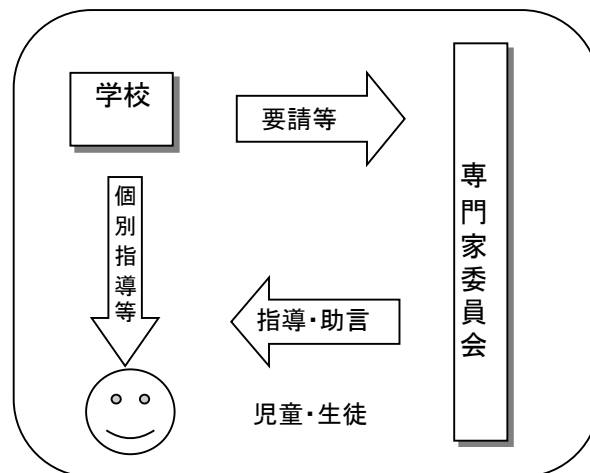 学校
要請等
個別指導等
専門家委員会
指導・助言
児童・生徒